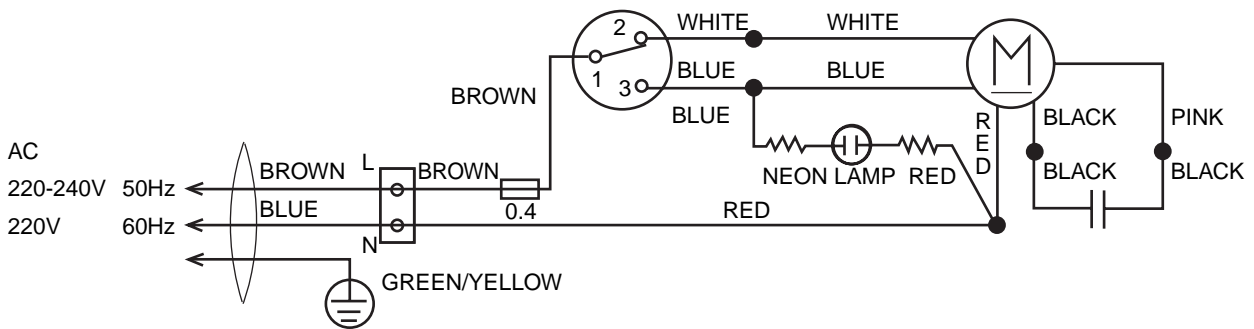 2
WHITE
WHITE
1
BLUE
BLUE
3
BROWN
BLUE
M
RED
BLACK
PINK
AC
L
NEON LAMP
RED
BLACK
BLACK
220-240V 50Hz
BROWN
BROWN
0.4
220V 60Hz
BLUE
RED
N
GREEN/YELLOW